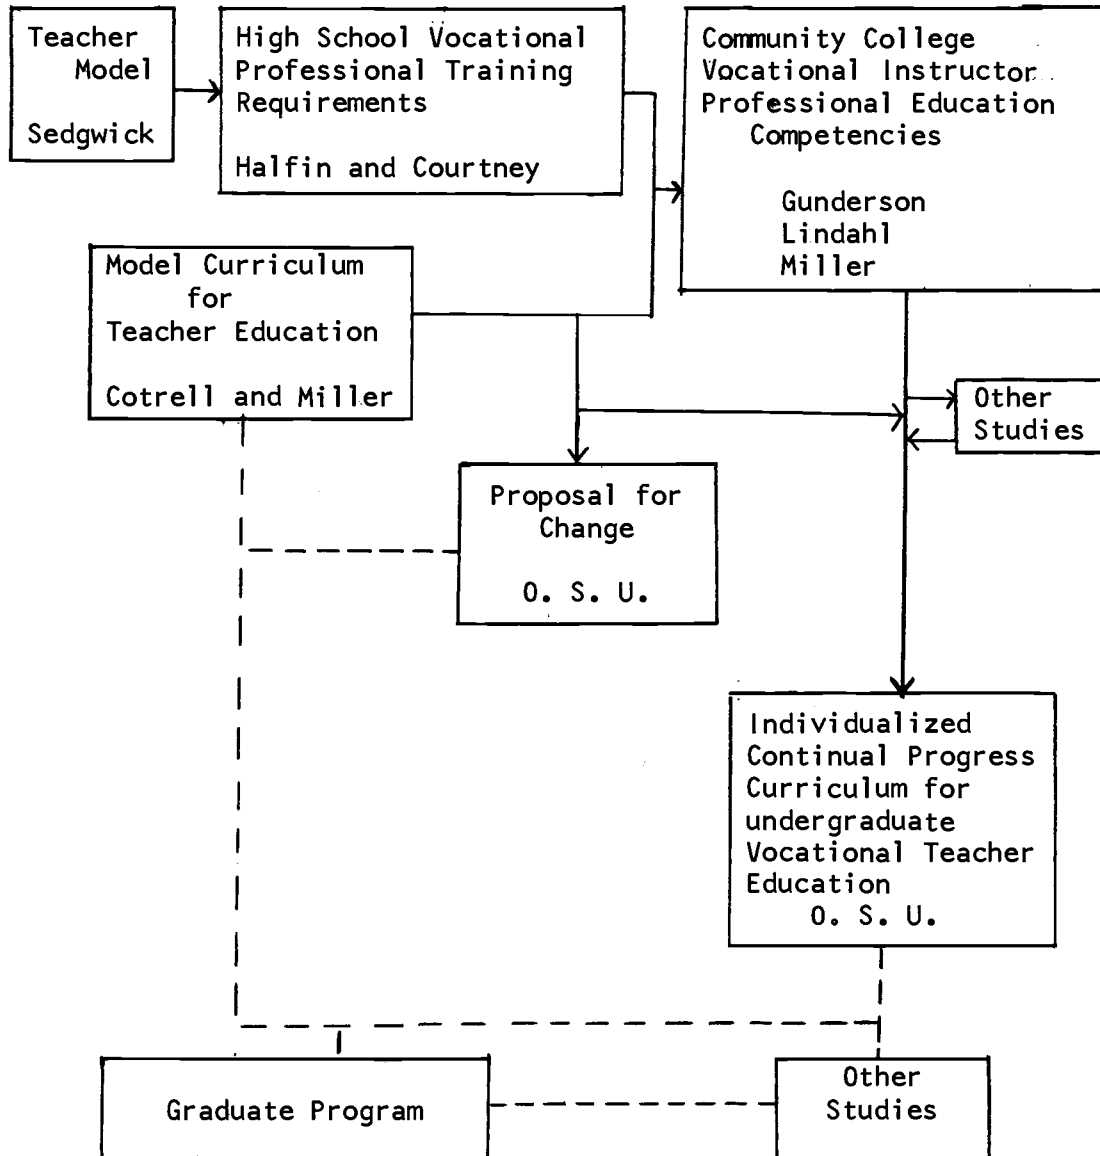 Teacher
Model
Sedgwick
High School Vocational
Professional Training
Requirements
Halfin and Courtney
Community College
Vocational Instructor
Professional Education
Competencies
Gunderson
Lindahl
Miller
Model Curriculum
for
Teacher Education
Cotrell and Miller
Other
Studies
Proposal for
Change
O. S. U.
Individualized
Continual Progress
Curriculum for
undergraduate
Vocational Teacher
Education
O. S. U.
Graduate Program
Other
Studies